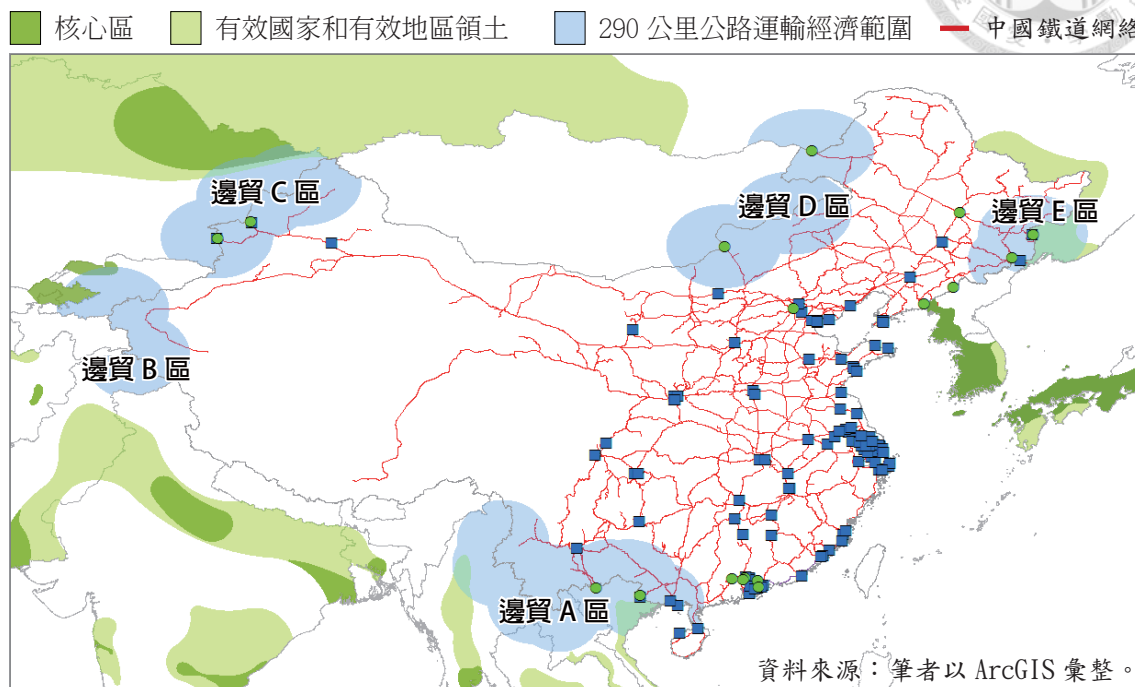 核心區 有效國家和有效地區領土 290 公里公路運輸經濟範圍 中國鐵道網絡
邊貿 C 區
邊貿 D 區
邊貿 E 區
邊貿 B 區
邊貿 A 區
資料來源：筆者以 ArcGIS 彙整。